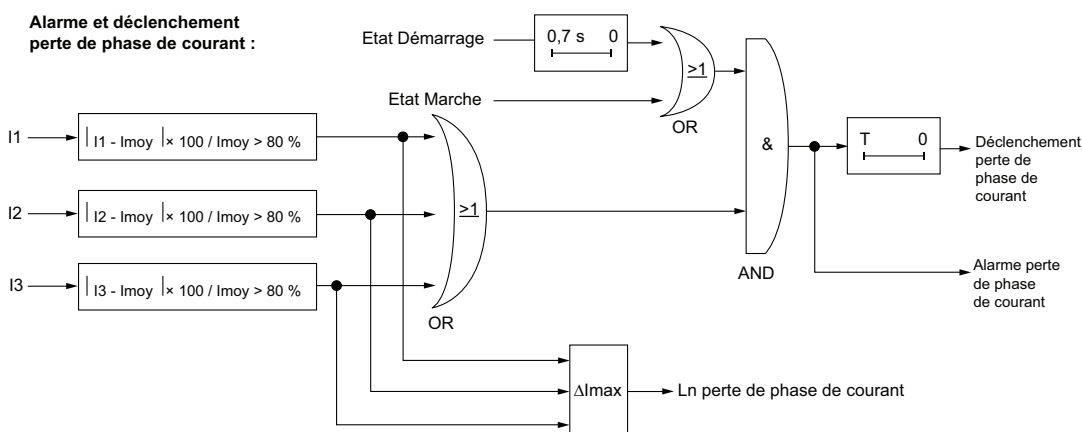 Alarme et déclenchement
perte de phase de courant :
Etat Démarrage
0,7 s 0
≥1
OR
Etat Marche
I1
| I1 - Imoy | x 100 / Imoy > 80 %
I2
| I2 - Imoy | x 100 / Imoy > 80 %
I3
| I3 - Imoy | x 100 / Imoy > 80 %
≥1
OR
&
AND
T 0
Déclenchement
perte de
phase de
courant
Alarme perte
de phase
de courant
ΔImax
Ln perte de phase de courant